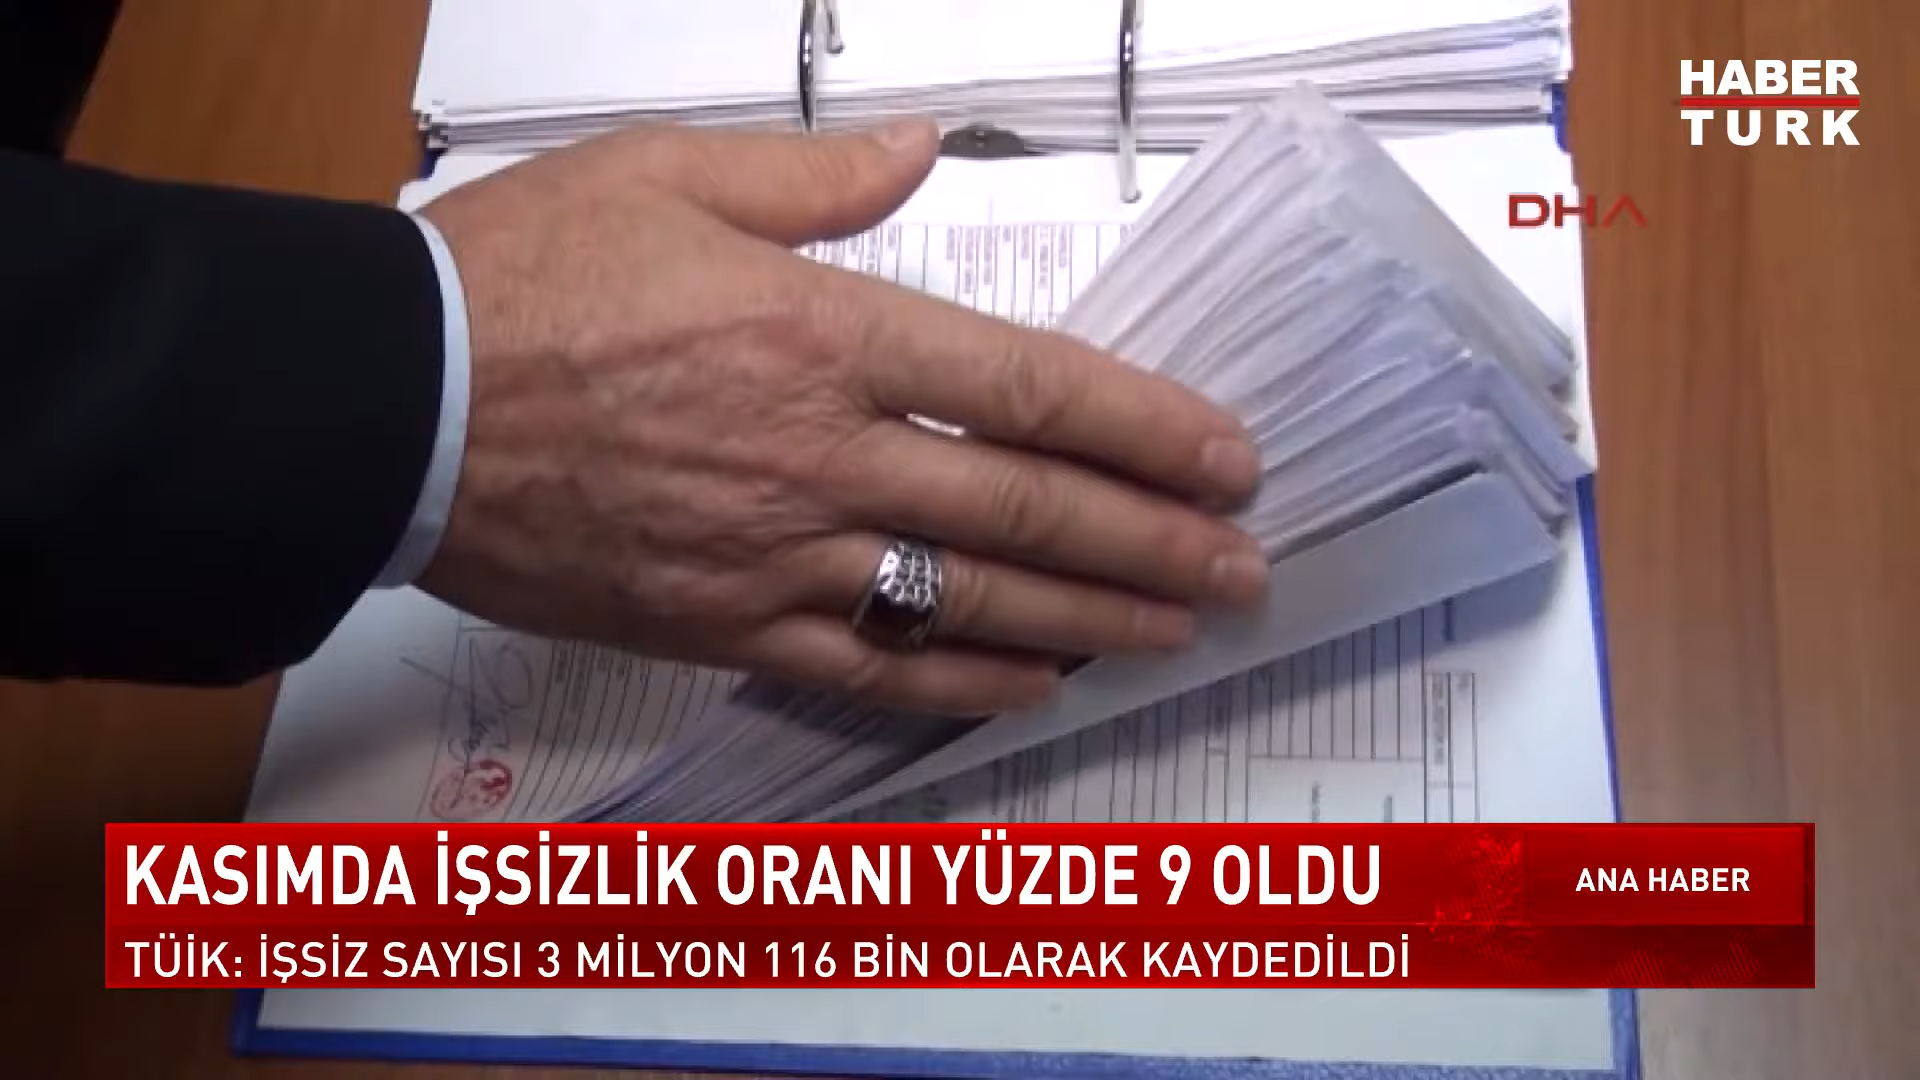 HABER
TURK
DHA
KASIMDA İŞSİZLİK ORANI YÜZDE 9 OLDU
ANA HABER
TÜİK: İŞSİZ SAYISI 3 MİLYON 116 BİN OLARAK KAYDEDİLDİ